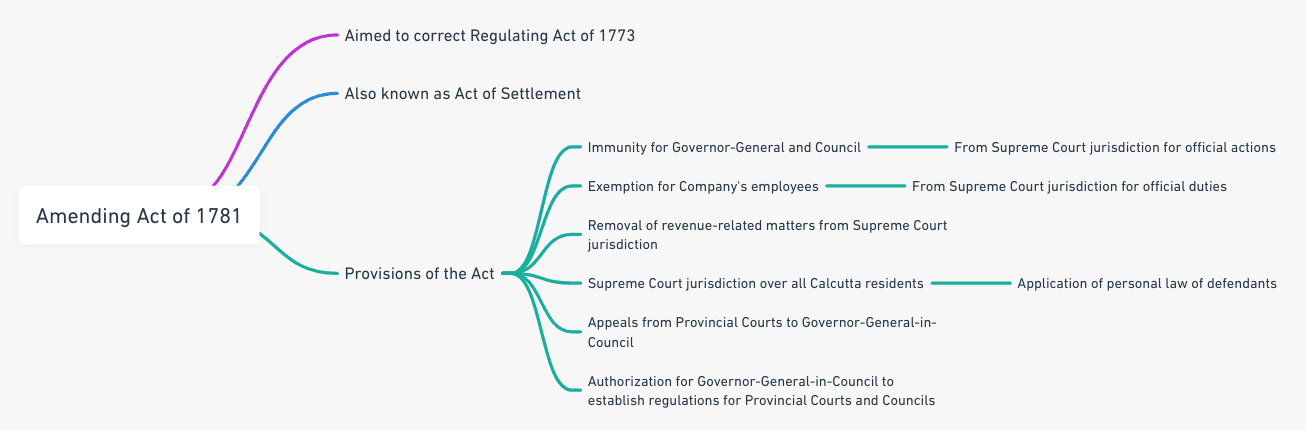 Aimed to correct Regulating Act of 1773
Also known as Act of Settlement
Immunity for Governor-General and Council
From Supreme Court jurisdiction for official actions
Exemption for Company's employees
From Supreme Court jurisdiction for official duties
Amending Act of 1781
Removal of revenue-related matters from Supreme Court
jurisdiction
Provisions of the Act
Supreme Court jurisdiction over all Calcutta residents
Application of personal law of defendants
Appeals from Provincial Courts to Governor-General-in-
Council
Authorization for Governor-General-in-Council to
establish regulations for Provincial Courts and Councils